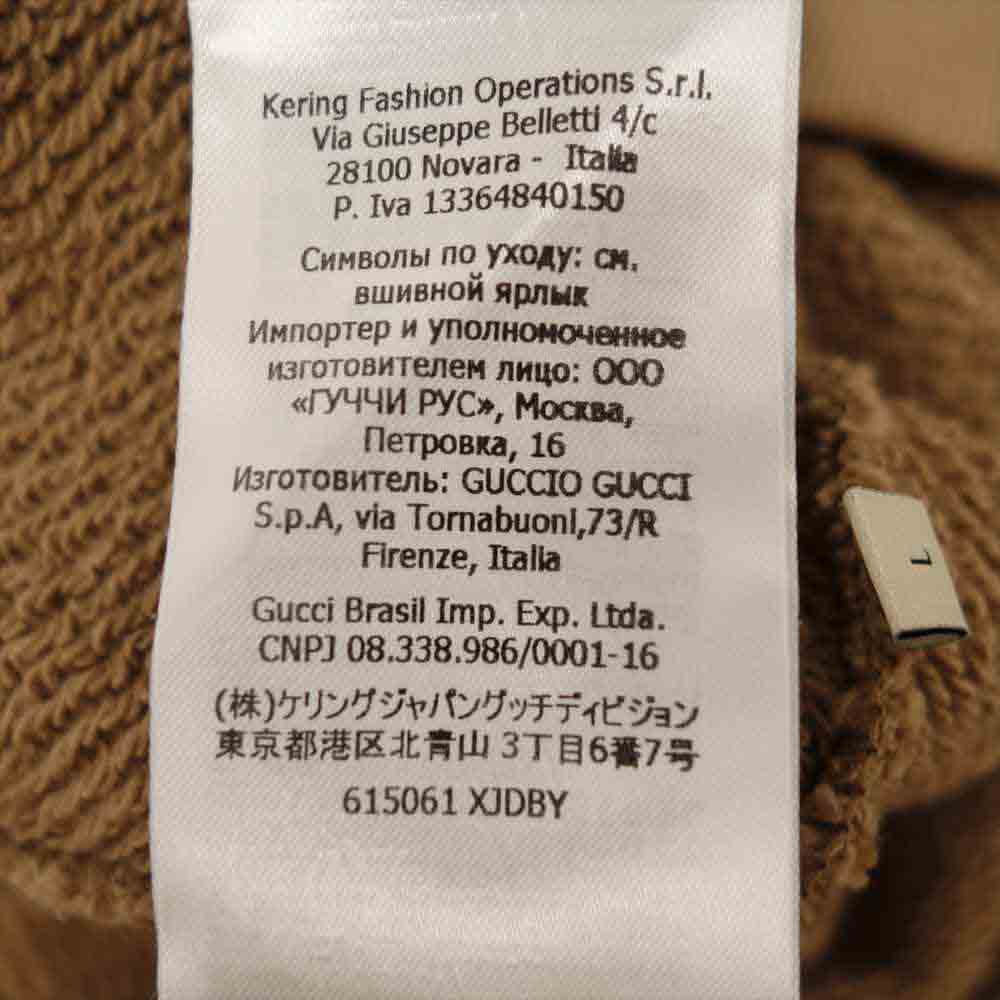 Kering Fashion Operations S.r.l.
Via Giuseppe Belletti 4/c
28100 Novara - Italia
P. Iva 13364840150
Символы по уходу: см.
вшивной ярлык
Импортер и уполномоченное
изготовителем лицо: ООО
«ГУЧЧИ РУС», Москва,
Петровка, 16
Изготовитель: GUCCIO GUCCI
S.p.A, via Tornabuoni,73/R
Firenze, Italia
Gucci Brasil Imp. Exp. Ltda.
CNPJ 08.338.986/0001-16
(株)ケリングジャパングッチディビジョン
東京都港区北青山 3丁目6番7号
615061 XJDBY
1